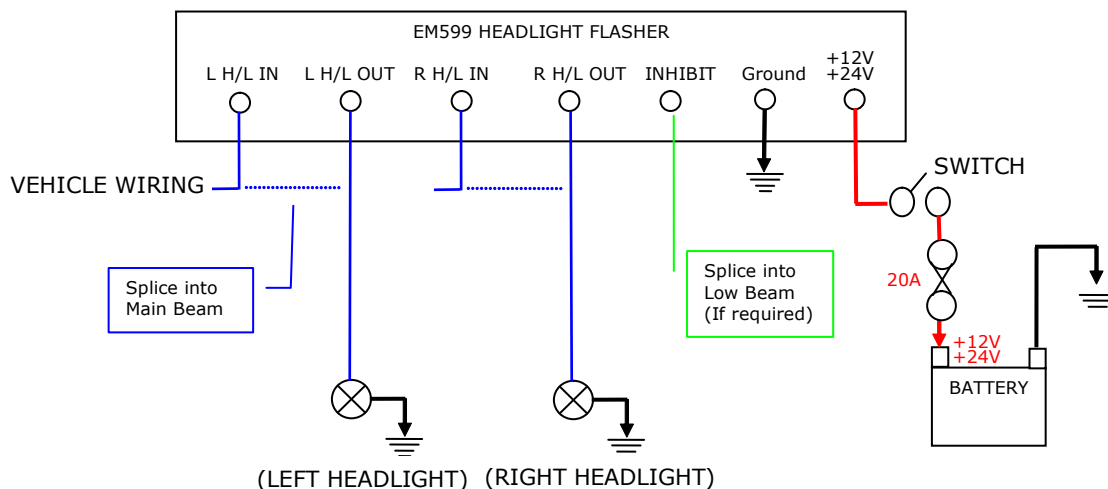 EM599 HEADLIGHT FLASHER
L H/L IN
L H/L OUT
R H/L IN
R H/L OUT
INHIBIT
Ground
+12V
+24V
VEHICLE WIRING
SWITCH
Splice into
Main Beam
Splice into
Low Beam
(If required)
20A
+12V
+24V
BATTERY
(LEFT HEADLIGHT)
(RIGHT HEADLIGHT)